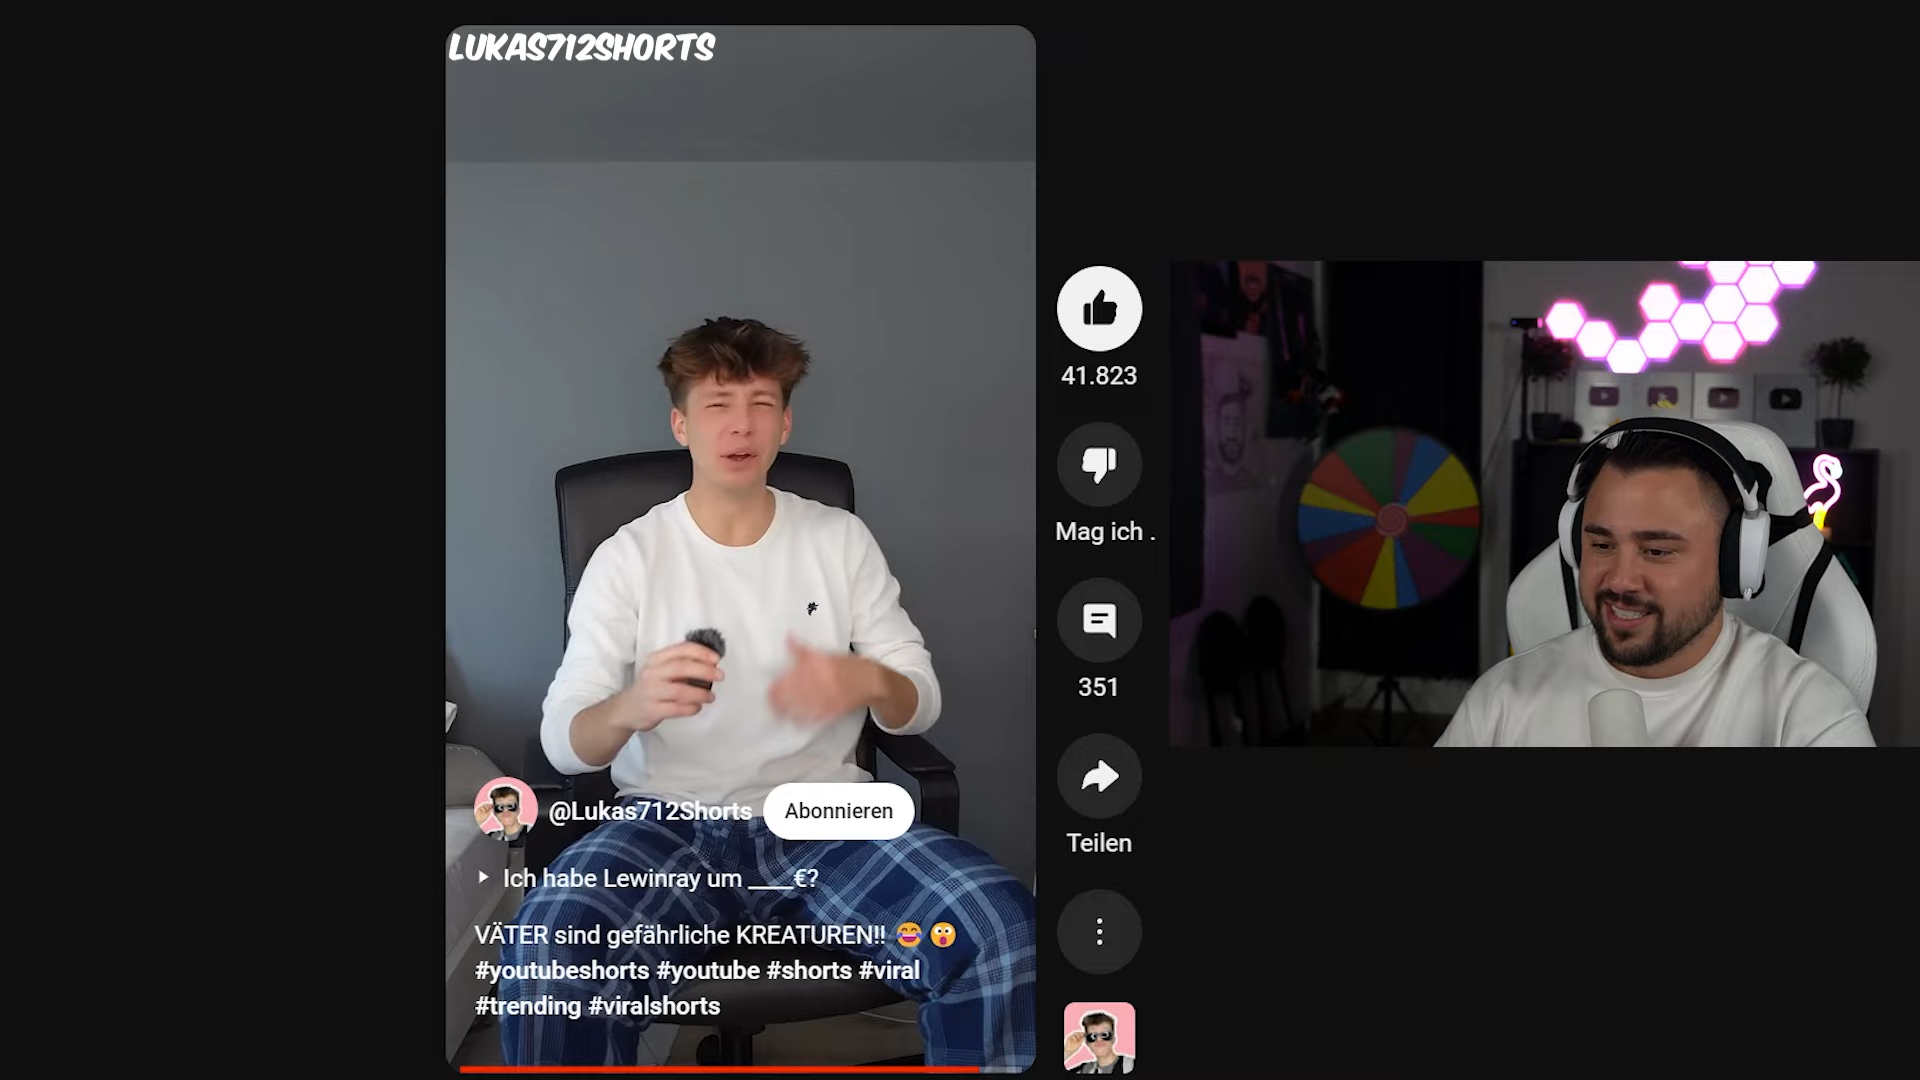 LUKAS712SHORTS
41.823
Mag ich .
351
Teilen
@Lukas712Shorts
Abonnieren
Ich habe Lewinray um ____€?
VÄTER sind gefährliche KREATUREN!! 😂😲
#youtubeshorts #youtube #shorts #viral
#trending #viralshorts